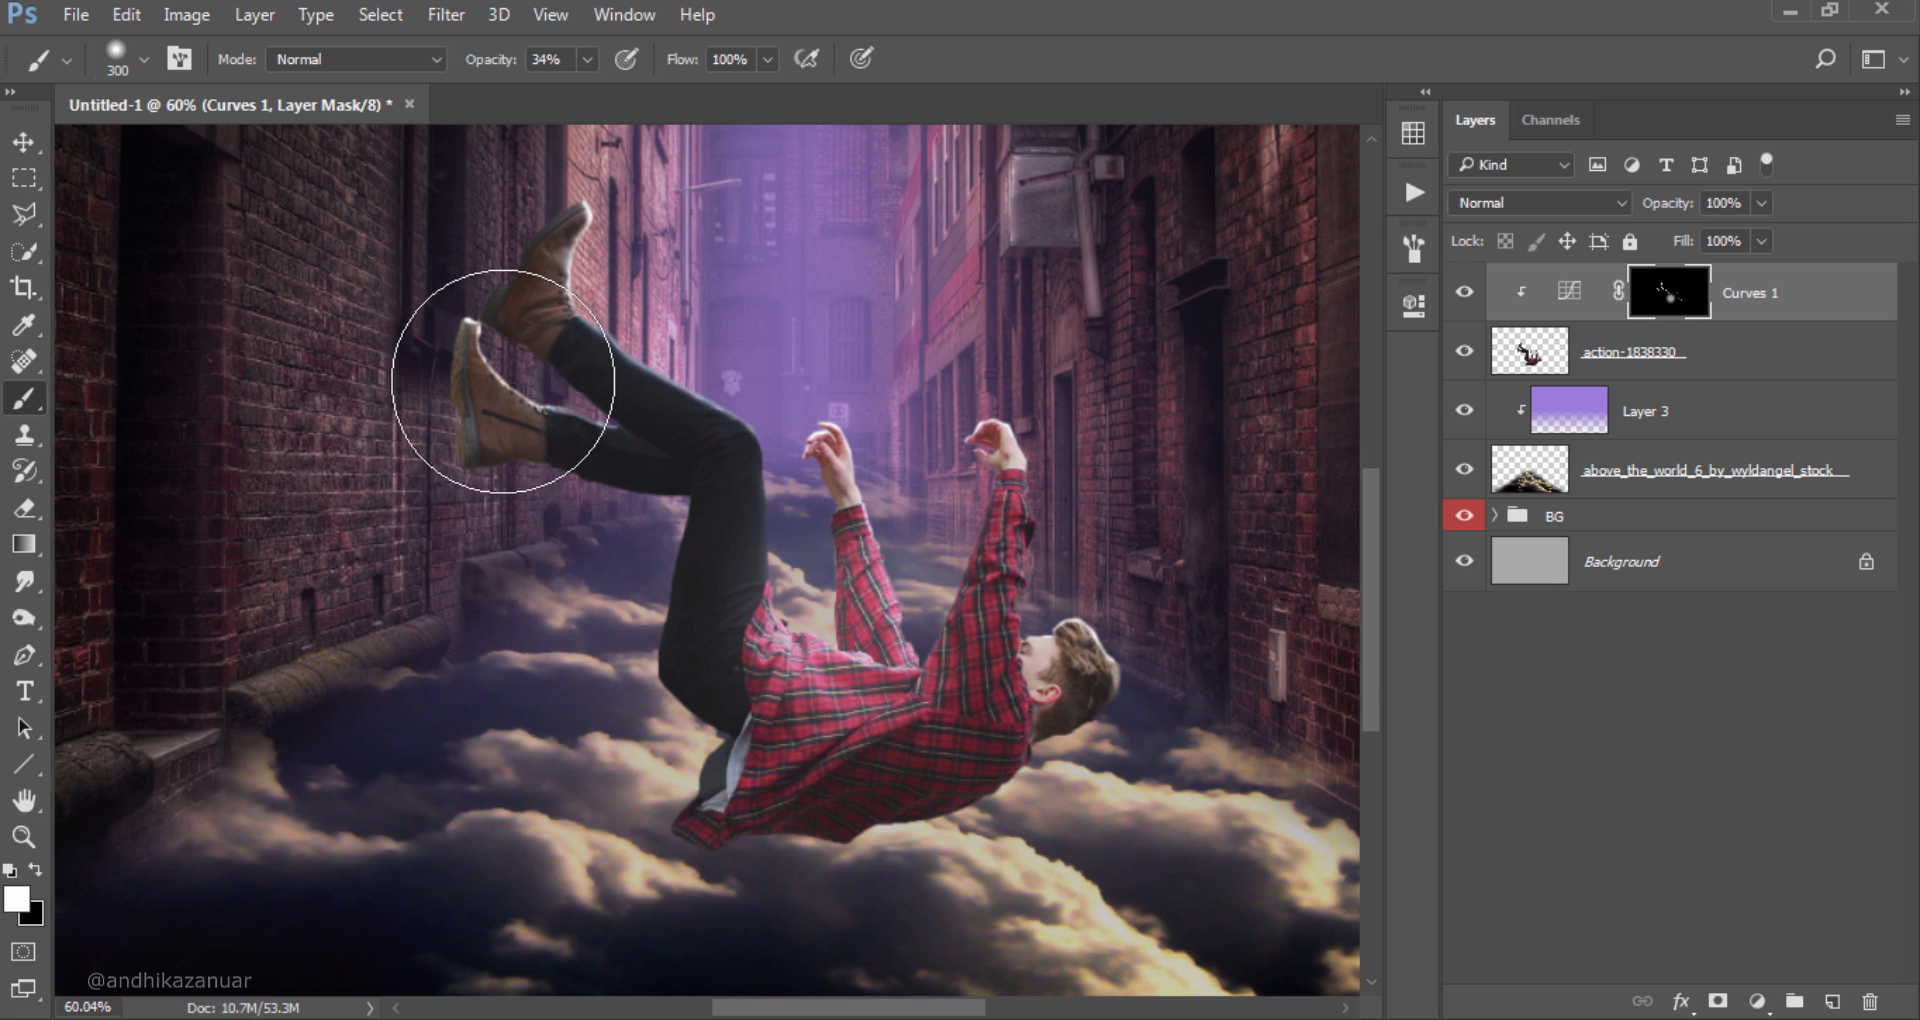 Ps File Edit Image Layer Type Select Filter 3D View Window Help
300 Mode: Normal Opacity: 34% Flow: 100%
Untitled-1 @ 60% (Curves 1, Layer Mask/8) *
Layers Channels
Kind
Normal Opacity: 100%
Lock: Fill: 100%
Curves 1
action-1838330
Layer 3
above_the_world_6_by_wyldangel_stock
BG
Background
@andhikazanuar
60.04% Doc: 10.7M/53.3M
fx